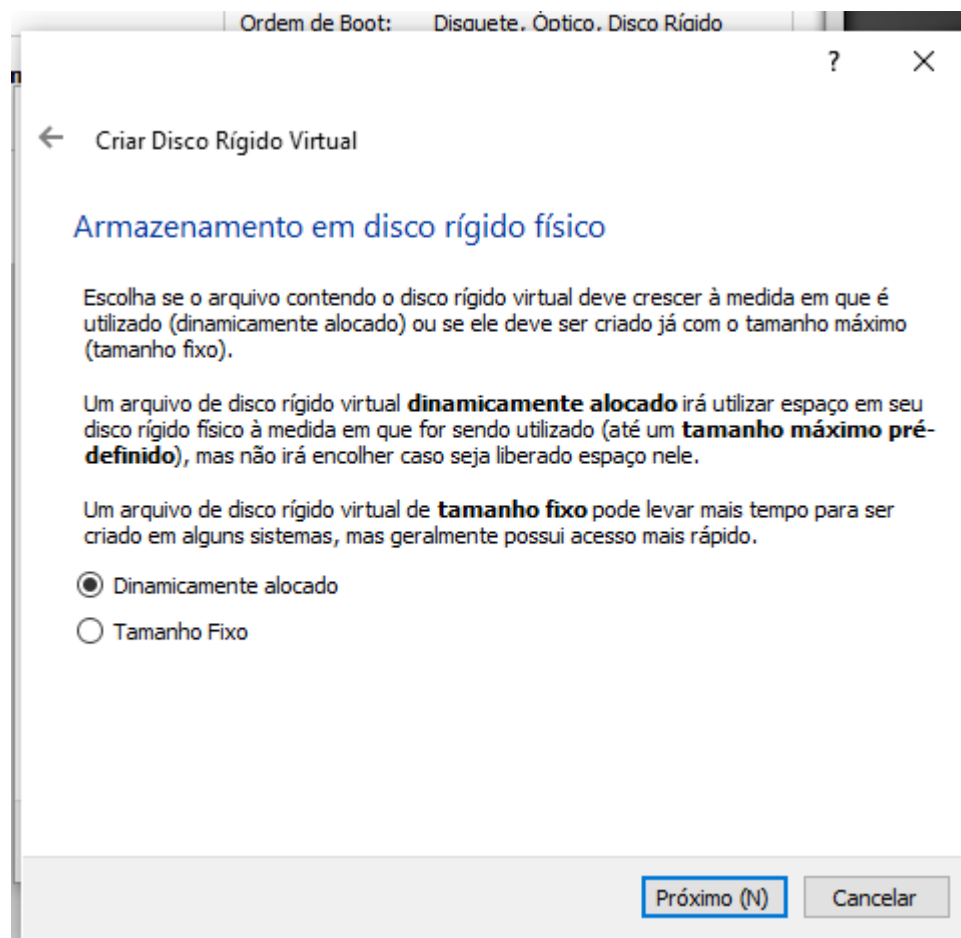 Ordem de Boot: Disquete, Óptico, Disco Rígido
?
Criar Disco Rígido Virtual
Armazenamento em disco rígido físico
Escolha se o arquivo contendo o disco rígido virtual deve crescer à medida em que é
utilizado (dinamicamente alocado) ou se ele deve ser criado já com o tamanho máximo
(tamanho fixo).
Um arquivo de disco rígido virtual dinamicamente alocado irá utilizar espaço em seu
disco rígido físico à medida em que for sendo utilizado (até um tamanho máximo pré-
definido), mas não irá encolher caso seja liberado espaço nele.
Um arquivo de disco rígido virtual de tamanho fixo pode levar mais tempo para ser
criado em alguns sistemas, mas geralmente possui acesso mais rápido.
Dinamicamente alocado
Tamanho Fixo
Próximo (N) Cancelar